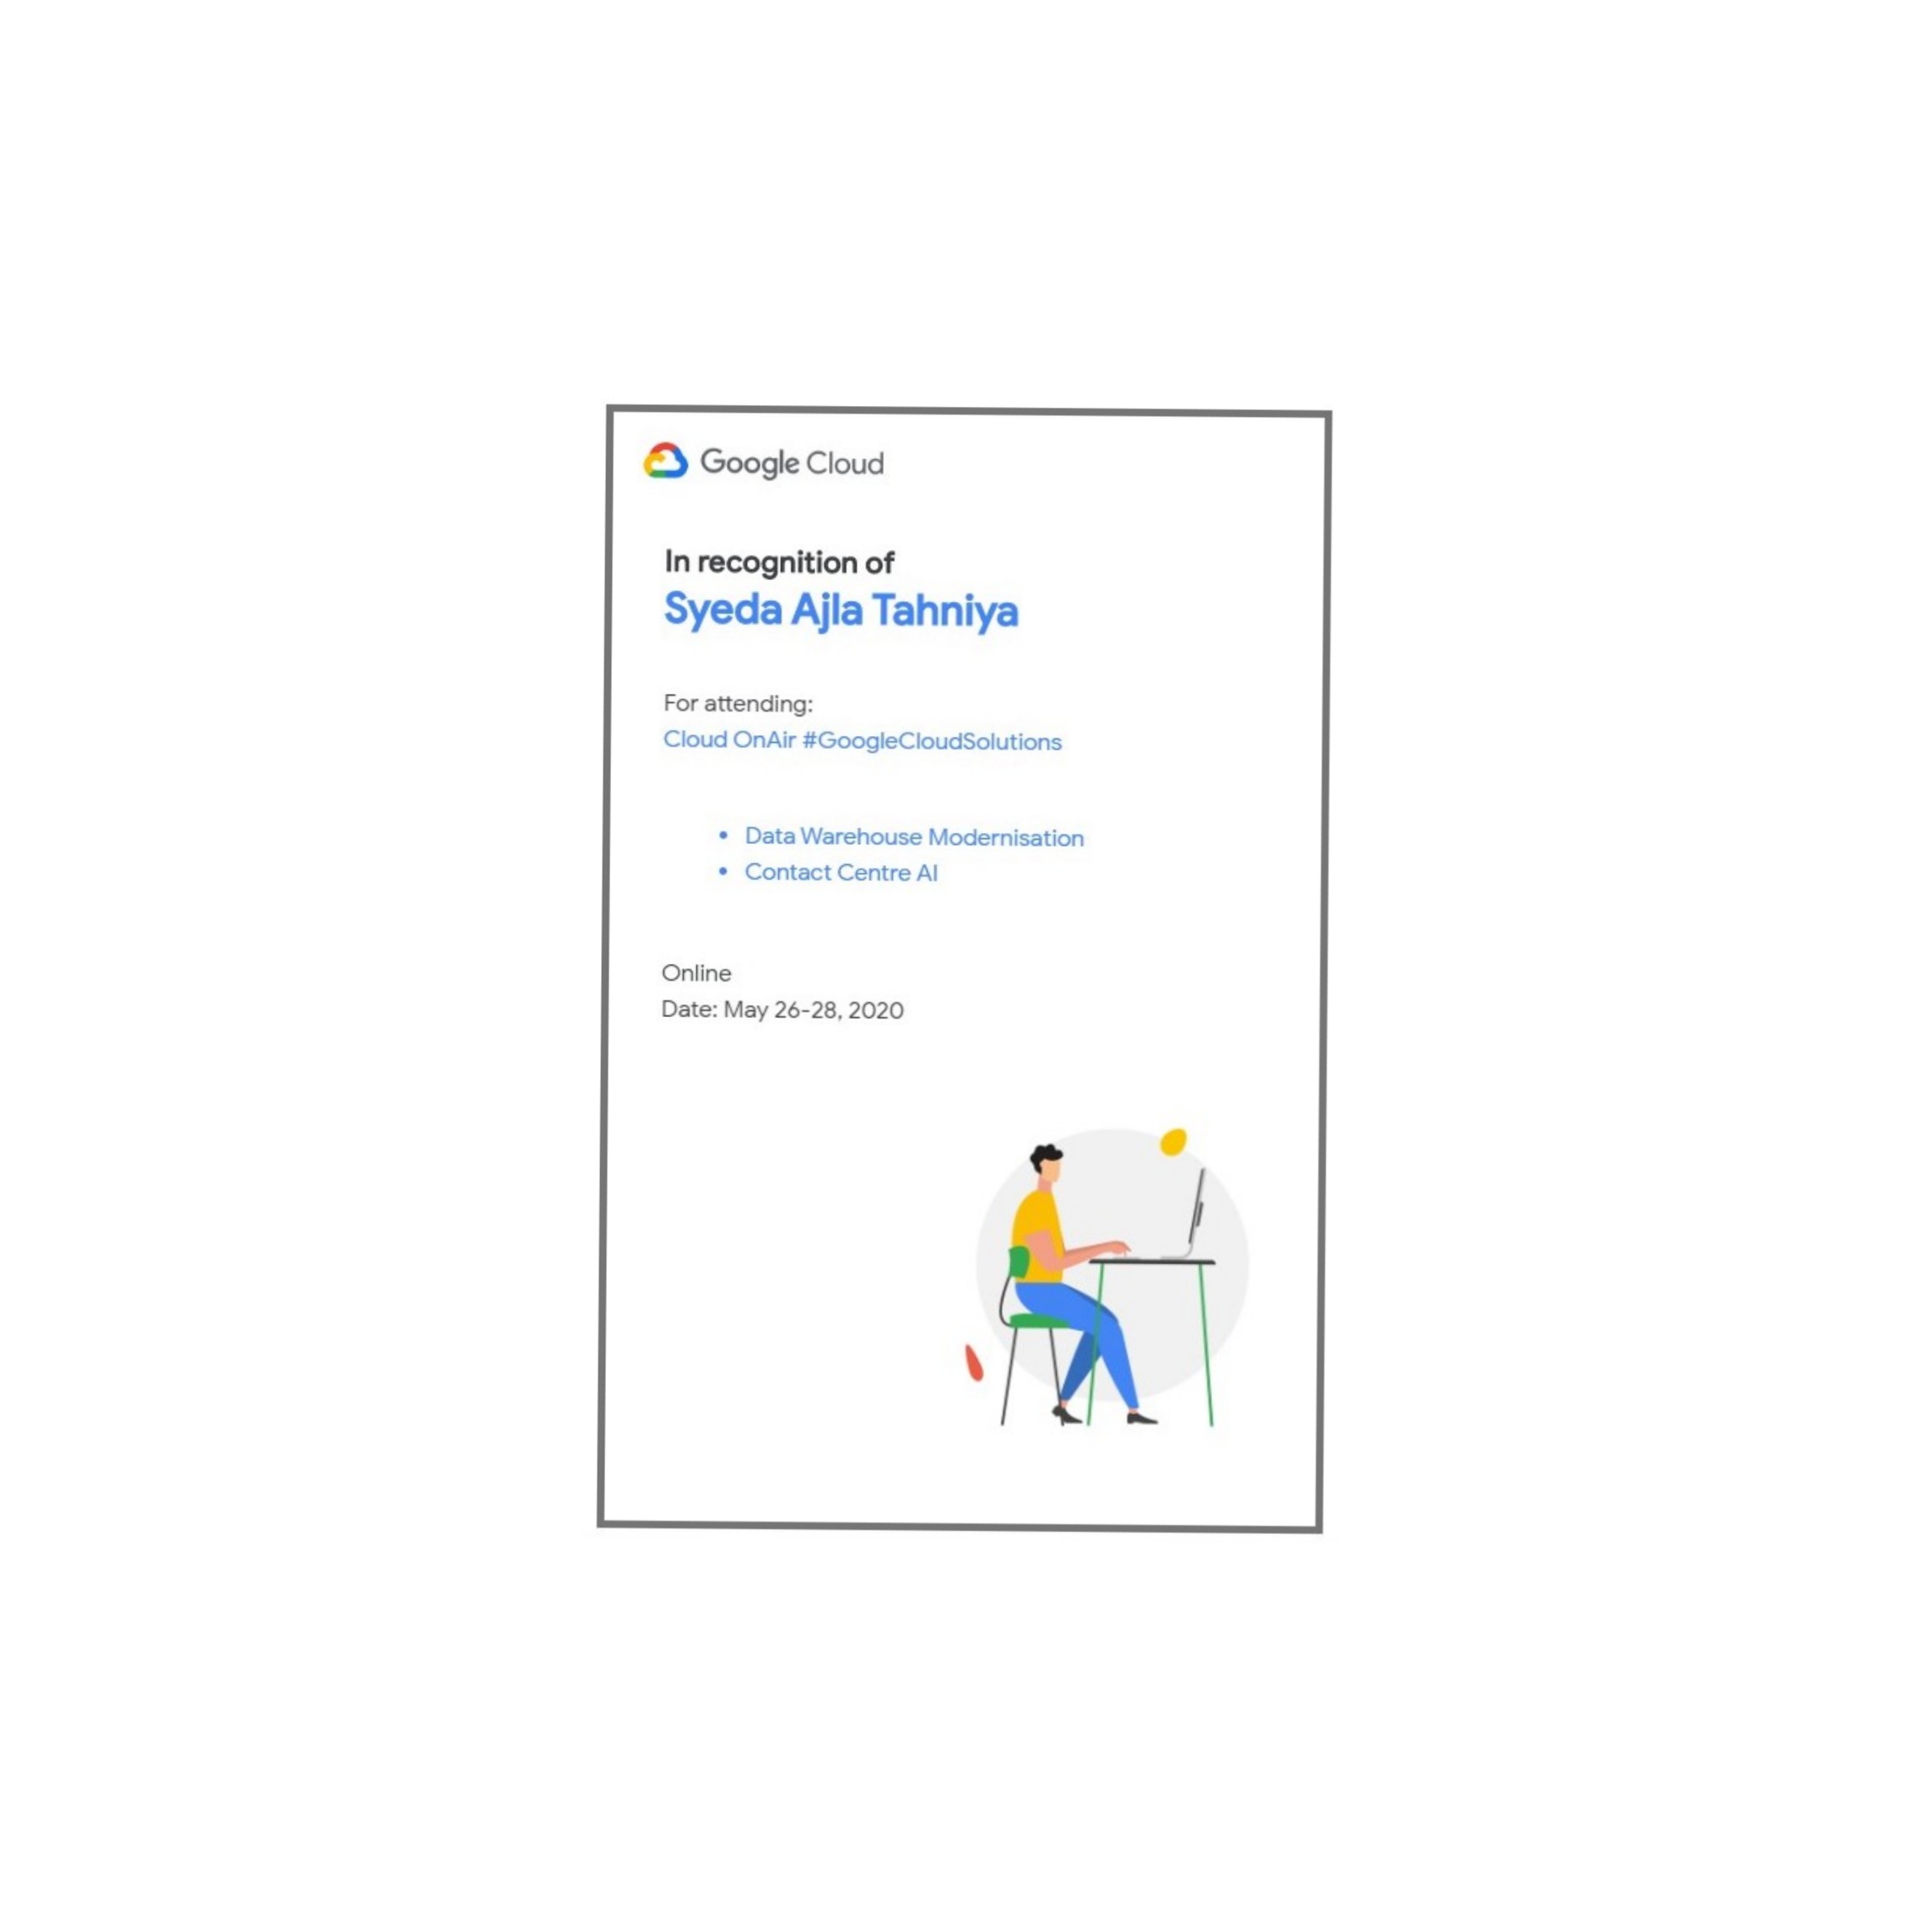 Google Cloud
In recognition of
Syeda Ajla Tahniya
For attending:
Cloud OnAir #GoogleCloudSolutions
• Data Warehouse Modernisation
• Contact Centre AI
Online
Date: May 26-28, 2020